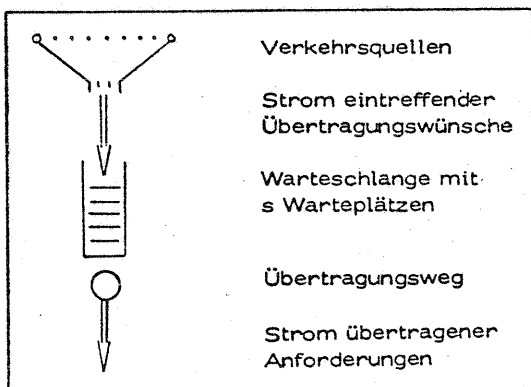 Verkehrsquellen
Strom eintreffender
Übertragungswünsche
Warteschlange mit
s Warteplätzen
Übertragungsweg
Strom übertragener
Anforderungen